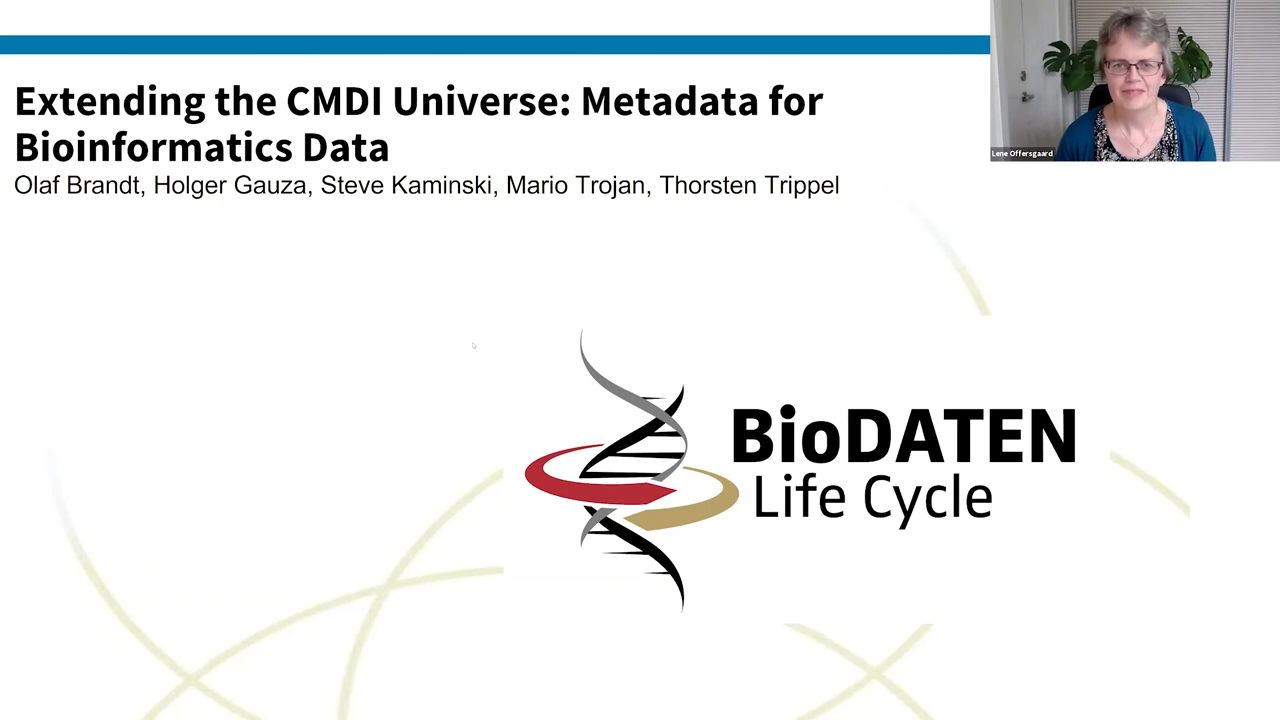 Extending the CMDI Universe: Metadata for
Bioinformatics Data
Olaf Brandt, Holger Gauza, Steve Kaminski, Mario Trojan, Thorsten Trippel
Lene Offersgaard
BioDATEN
Life Cycle